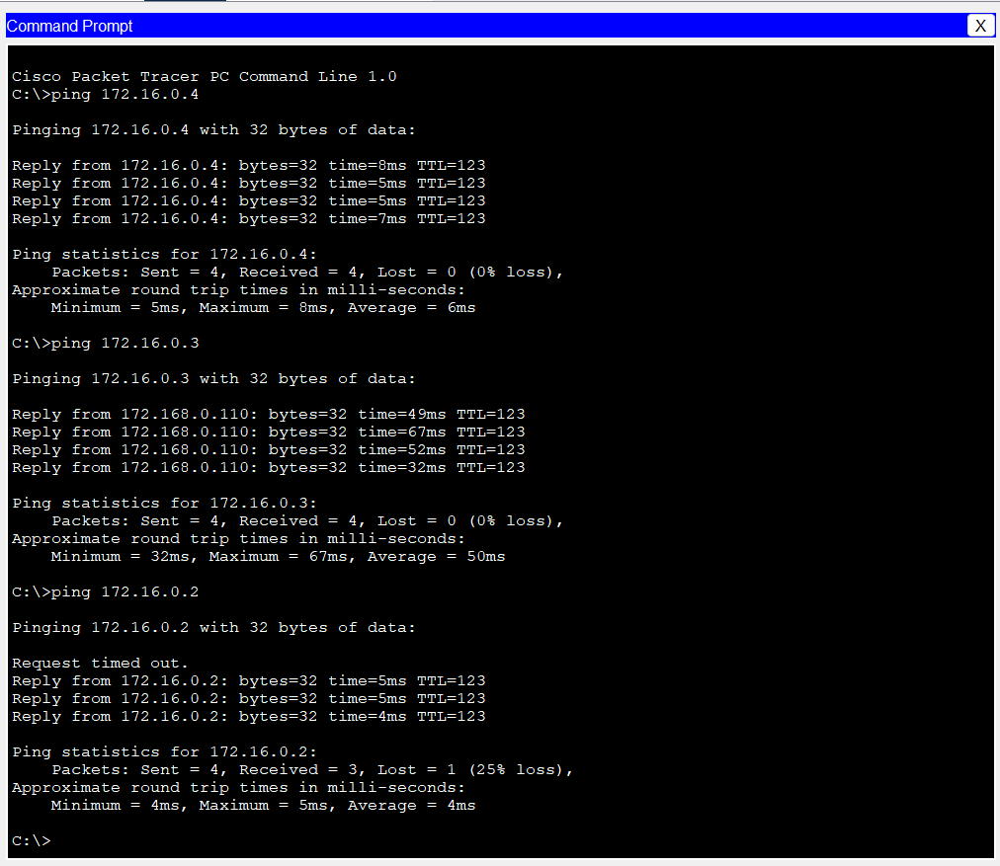 Command Prompt
X
Cisco Packet Tracer PC Command Line 1.0
C:\>ping 172.16.0.4
Pinging 172.16.0.4 with 32 bytes of data:
Reply from 172.16.0.4: bytes=32 time=8ms TTL=123
Reply from 172.16.0.4: bytes=32 time=5ms TTL=123
Reply from 172.16.0.4: bytes=32 time=5ms TTL=123
Reply from 172.16.0.4: bytes=32 time=7ms TTL=123
Ping statistics for 172.16.0.4:
    Packets: Sent = 4, Received = 4, Lost = 0 (0% loss),
Approximate round trip times in milli-seconds:
    Minimum = 5ms, Maximum = 8ms, Average = 6ms
C:\>ping 172.16.0.3
Pinging 172.16.0.3 with 32 bytes of data:
Reply from 172.168.0.110: bytes=32 time=49ms TTL=123
Reply from 172.168.0.110: bytes=32 time=67ms TTL=123
Reply from 172.168.0.110: bytes=32 time=52ms TTL=123
Reply from 172.168.0.110: bytes=32 time=32ms TTL=123
Ping statistics for 172.16.0.3:
    Packets: Sent = 4, Received = 4, Lost = 0 (0% loss),
Approximate round trip times in milli-seconds:
    Minimum = 32ms, Maximum = 67ms, Average = 50ms
C:\>ping 172.16.0.2
Pinging 172.16.0.2 with 32 bytes of data:
Request timed out.
Reply from 172.16.0.2: bytes=32 time=5ms TTL=123
Reply from 172.16.0.2: bytes=32 time=5ms TTL=123
Reply from 172.16.0.2: bytes=32 time=4ms TTL=123
Ping statistics for 172.16.0.2:
    Packets: Sent = 4, Received = 3, Lost = 1 (25% loss),
Approximate round trip times in milli-seconds:
    Minimum = 4ms, Maximum = 5ms, Average = 4ms
C:\>